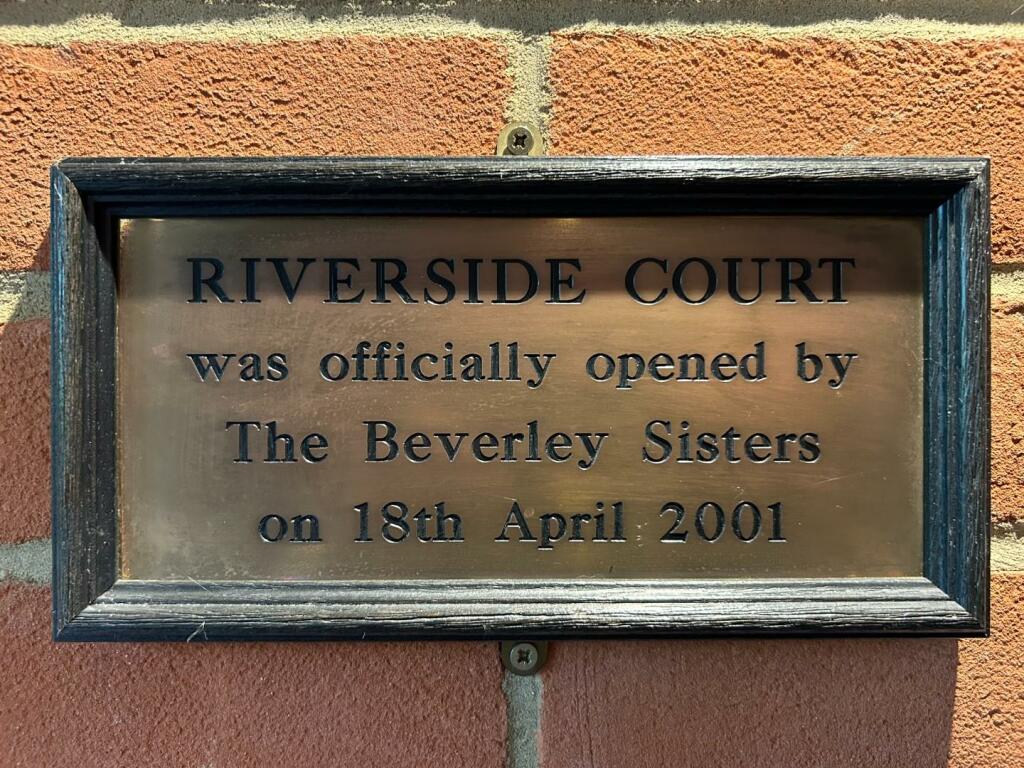 RIVERSIDE COURT
was officially opened by
The Beverley Sisters
on 18th April 2001